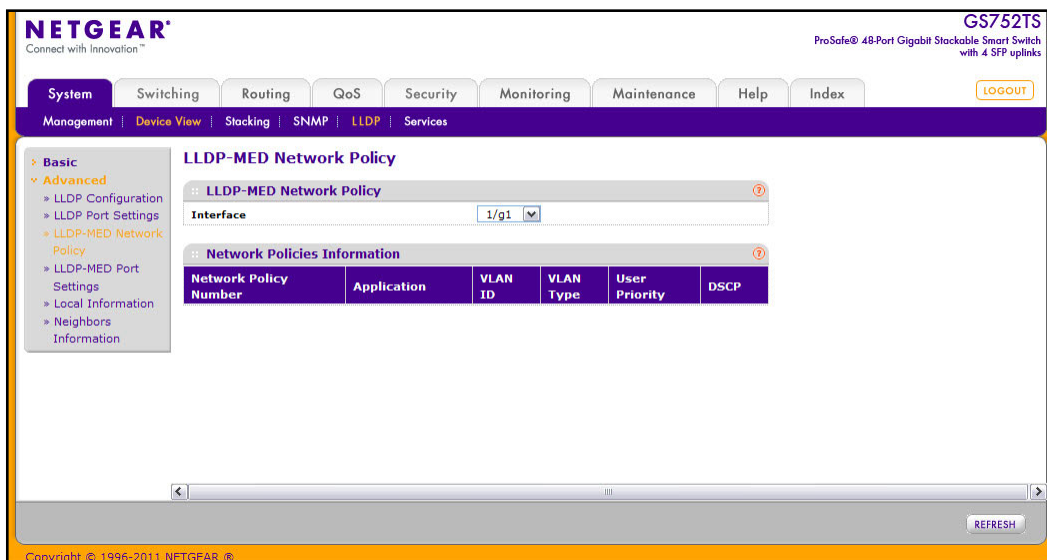 NETGEAR®
Connect with Innovation™
GS752TS
ProSafe® 48-Port Gigabit Stackable Smart Switch
with 4 SFP uplinks
System Switching Routing QoS Security Monitoring Maintenance Help Index LOGOUT
Management Device View Stacking SNMP LLDP Services
Basic
Advanced
» LLDP Configuration
» LLDP Port Settings
» LLDP-MED Network
Policy
» LLDP-MED Port
Settings
» Local Information
» Neighbors
Information
LLDP-MED Network Policy
LLDP-MED Network Policy ?
Interface 1/g1
Network Policies Information ?
Network Policy
Number
Application
VLAN
ID
VLAN
Type
User
Priority
DSCP
REFRESH
Copyright © 1996-2011 NETGEAR ®